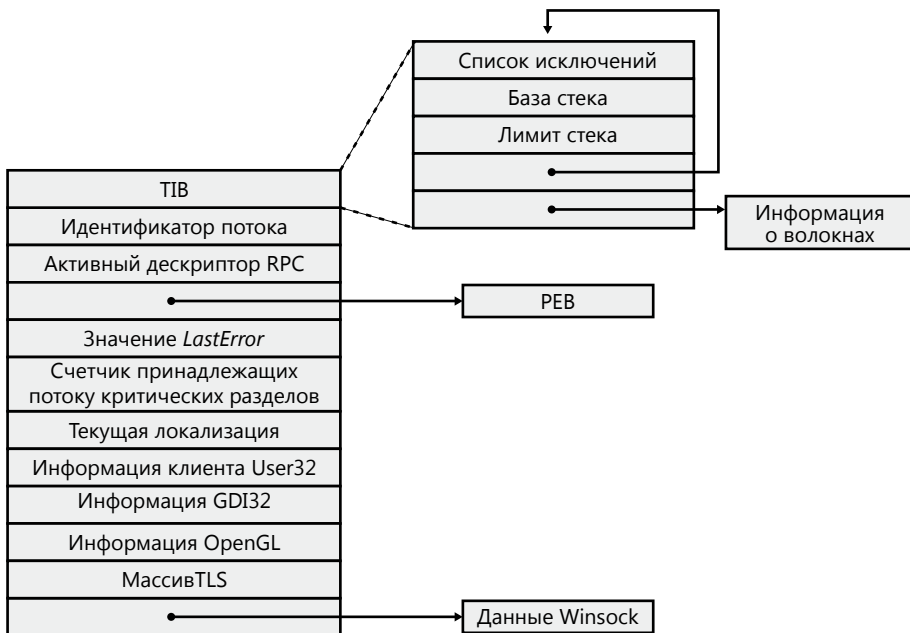 Список исключений
База стека
Лимит стека
TIB
Идентификатор потока
Информация
о волокнах
Активный дескриптор RPC
PEB
Значение LastError
Счетчик принадлежащих
потоку критических разделов
Текущая локализация
Информация клиента User32
Информация GDI32
Информация OpenGL
МассивTLS
Данные Winsock